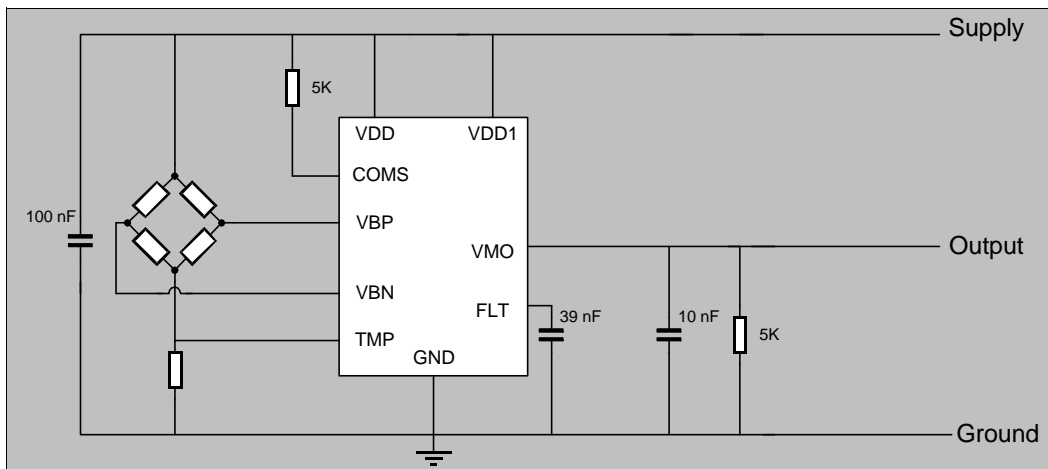 Supply
5K
VDD VDD1
COMS
100 nF
VBP
VMO
Output
VBN
FLT
39 nF
10 nF
5K
TMP
GND
Ground